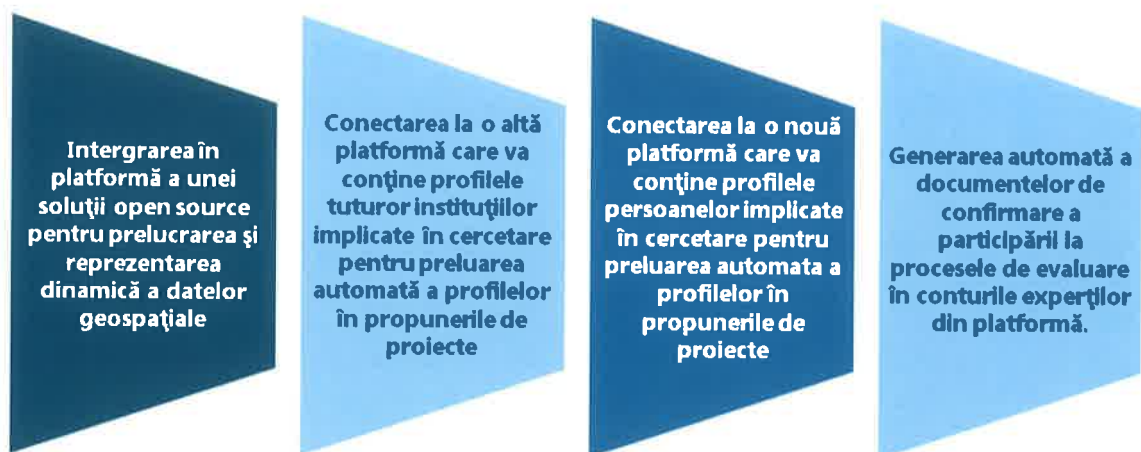 Intergrarea în
platformă a unei
soluţii open source
pentru prelucrarea şi
reprezentarea
dinamică a datelor
geospaţiale
Conectarea la o altă
platformă care va
conţine profilele
tuturor instituţiilor
implicate în cercetare
pentru preluarea
automată a profilelor
în propunerile de
proiecte
Conectarea la o nouă
platformă care va
conţine profilele
persoanelor implicate
în cercetare pentru
preluarea automata a
profilelor în
propunerile de
proiecte
Generarea automată a
documentelor de
confirmare a
participării la
procesele de evaluare
în conturile experţilor
din platformă.